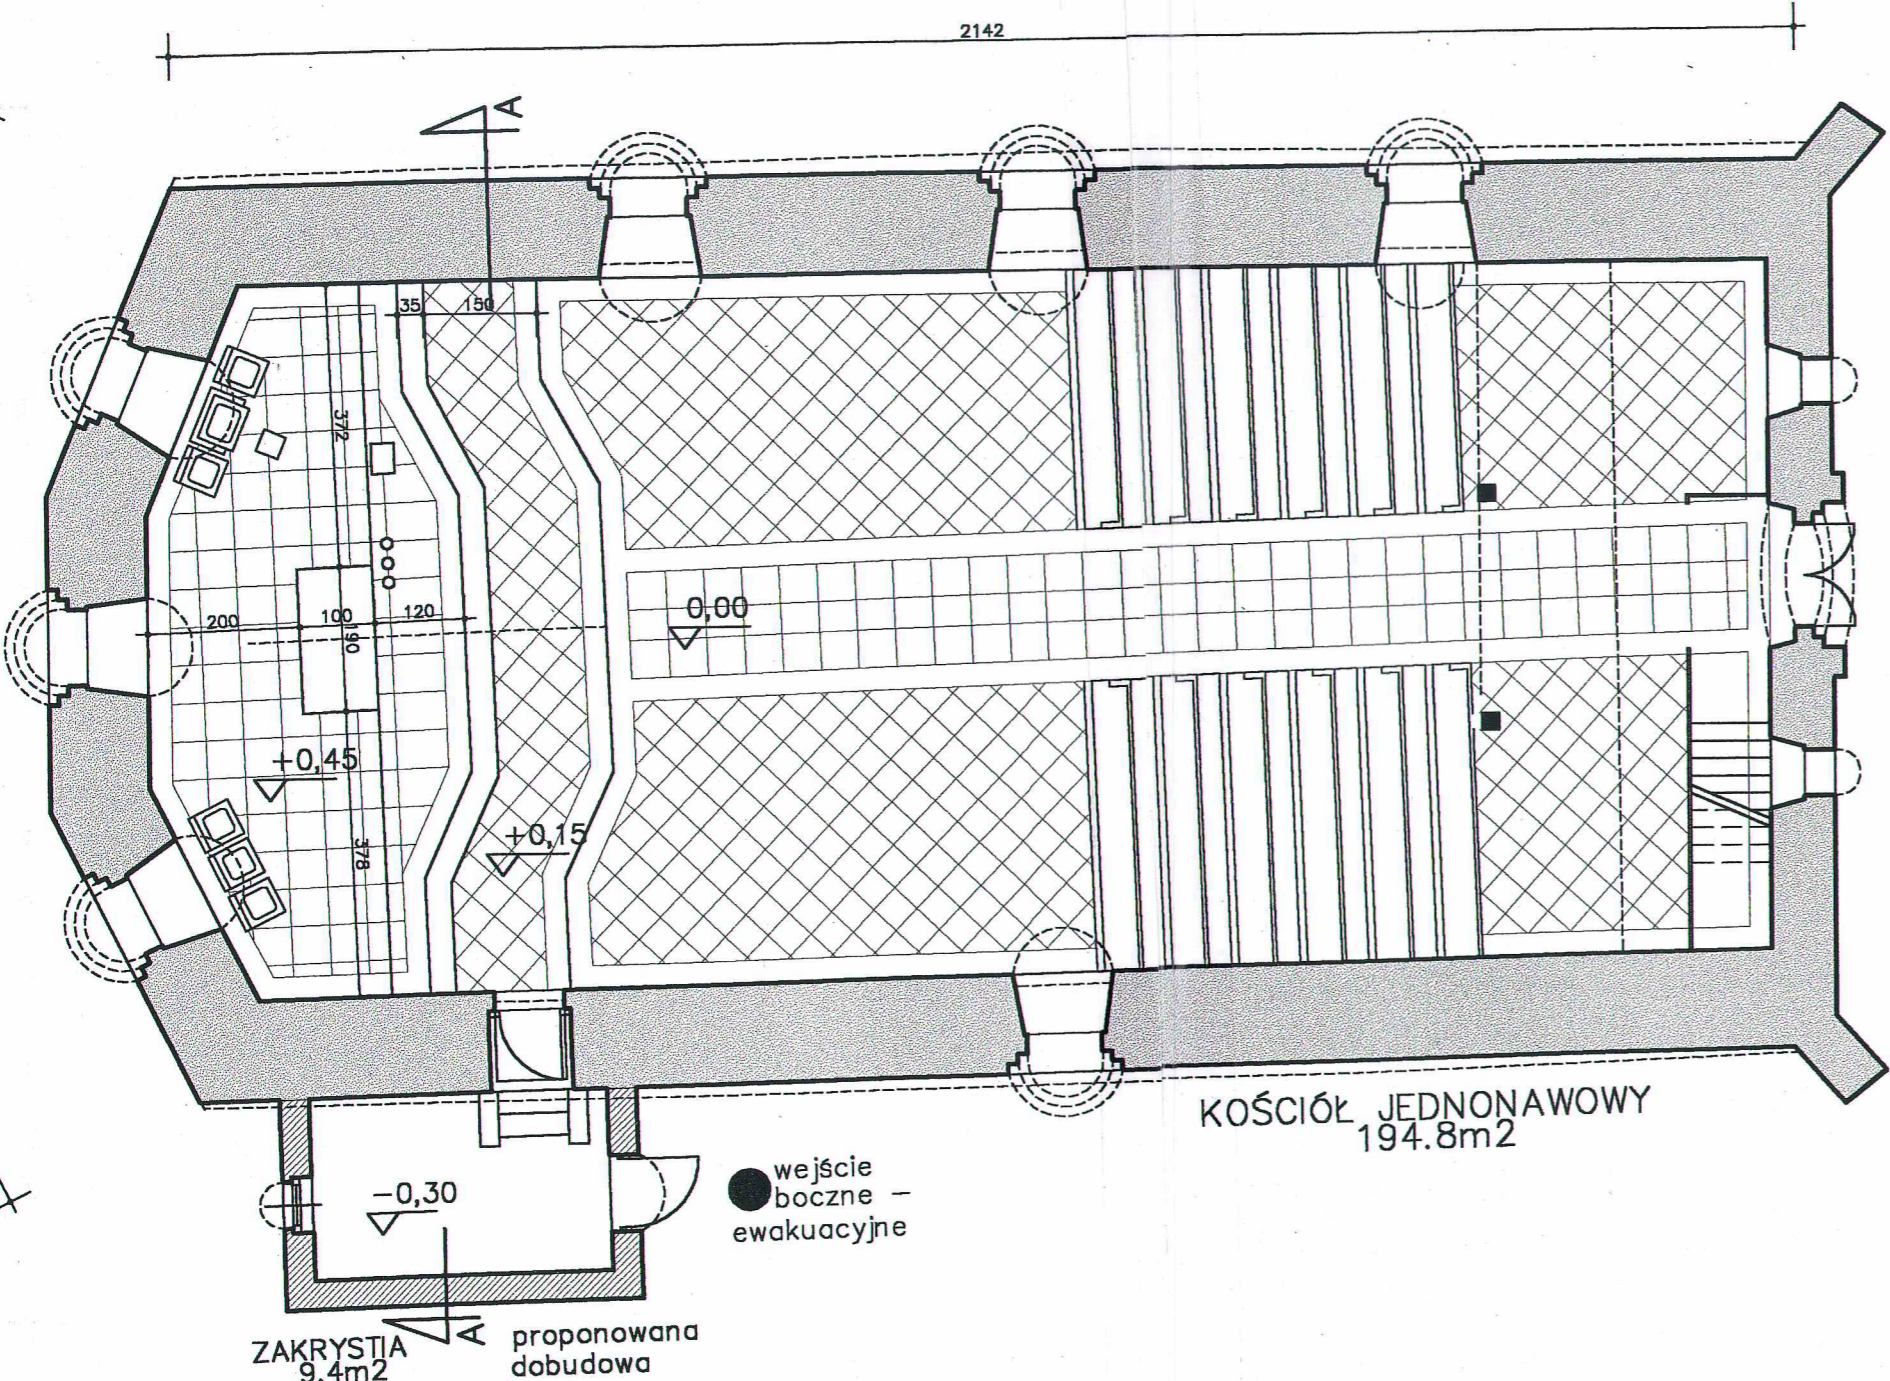 2142
A
35
150
372
0,00
200
100
120
190
+0,45
+0,15
378
KOŚCIÓŁ JEDNONAWOWY
194.8m2
wejście
boczne –
ewakuacyjne
-0,30
A
ZAKRYSTIA
9.4m2
proponowana
dobudowa